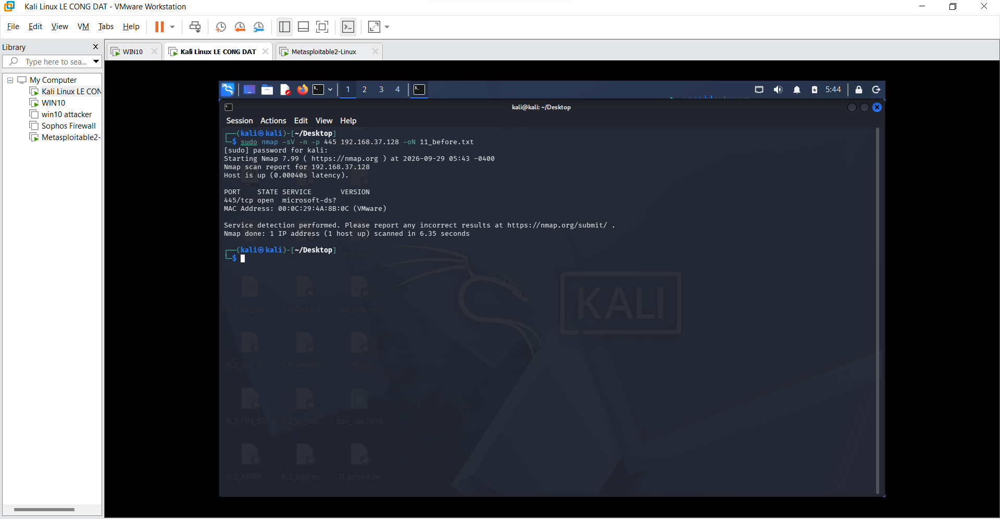 Kali Linux LE CONG DAT - VMware Workstation
File Edit View VM Tabs Help
Library
Type here to sea...
My Computer
Kali Linux LE CON
WIN10
win10 attacker
Sophos Firewall
Metasploitable2-
WIN10
Kali Linux LE CONG DAT
Metasploitable2-Linux
1 2 3 4
5:44
kali@kali: ~/Desktop
Session Actions Edit View Help
┌──(kali㉿kali)-[~/Desktop]
└─$ sudo nmap -sV -n -p 445 192.168.37.128 -oN 11_before.txt
[sudo] password for kali:
Starting Nmap 7.99 ( https://nmap.org ) at 2026-09-29 05:43 -0400
Nmap scan report for 192.168.37.128
Host is up (0.00040s latency).
PORT STATE SERVICE VERSION
445/tcp open microsoft-ds?
MAC Address: 00:0C:29:4A:8B:0C (VMware)
Service detection performed. Please report any incorrect results at https://nmap.org/submit/ .
Nmap done: 1 IP address (1 host up) scanned in 6.35 seconds
┌──(kali㉿kali)-[~/Desktop]
└─$
ket_qua.txt
KALI
6.1_tcp_con... 7_udp_top2... ket_qua.xml
6.2_syn_sc... 8.1_version... smb.txt
6.3_FIN_SC... 8.2_os_det... bao_cao.html
6.3_XMAX_... 8.3_aggres... 11_before.txt